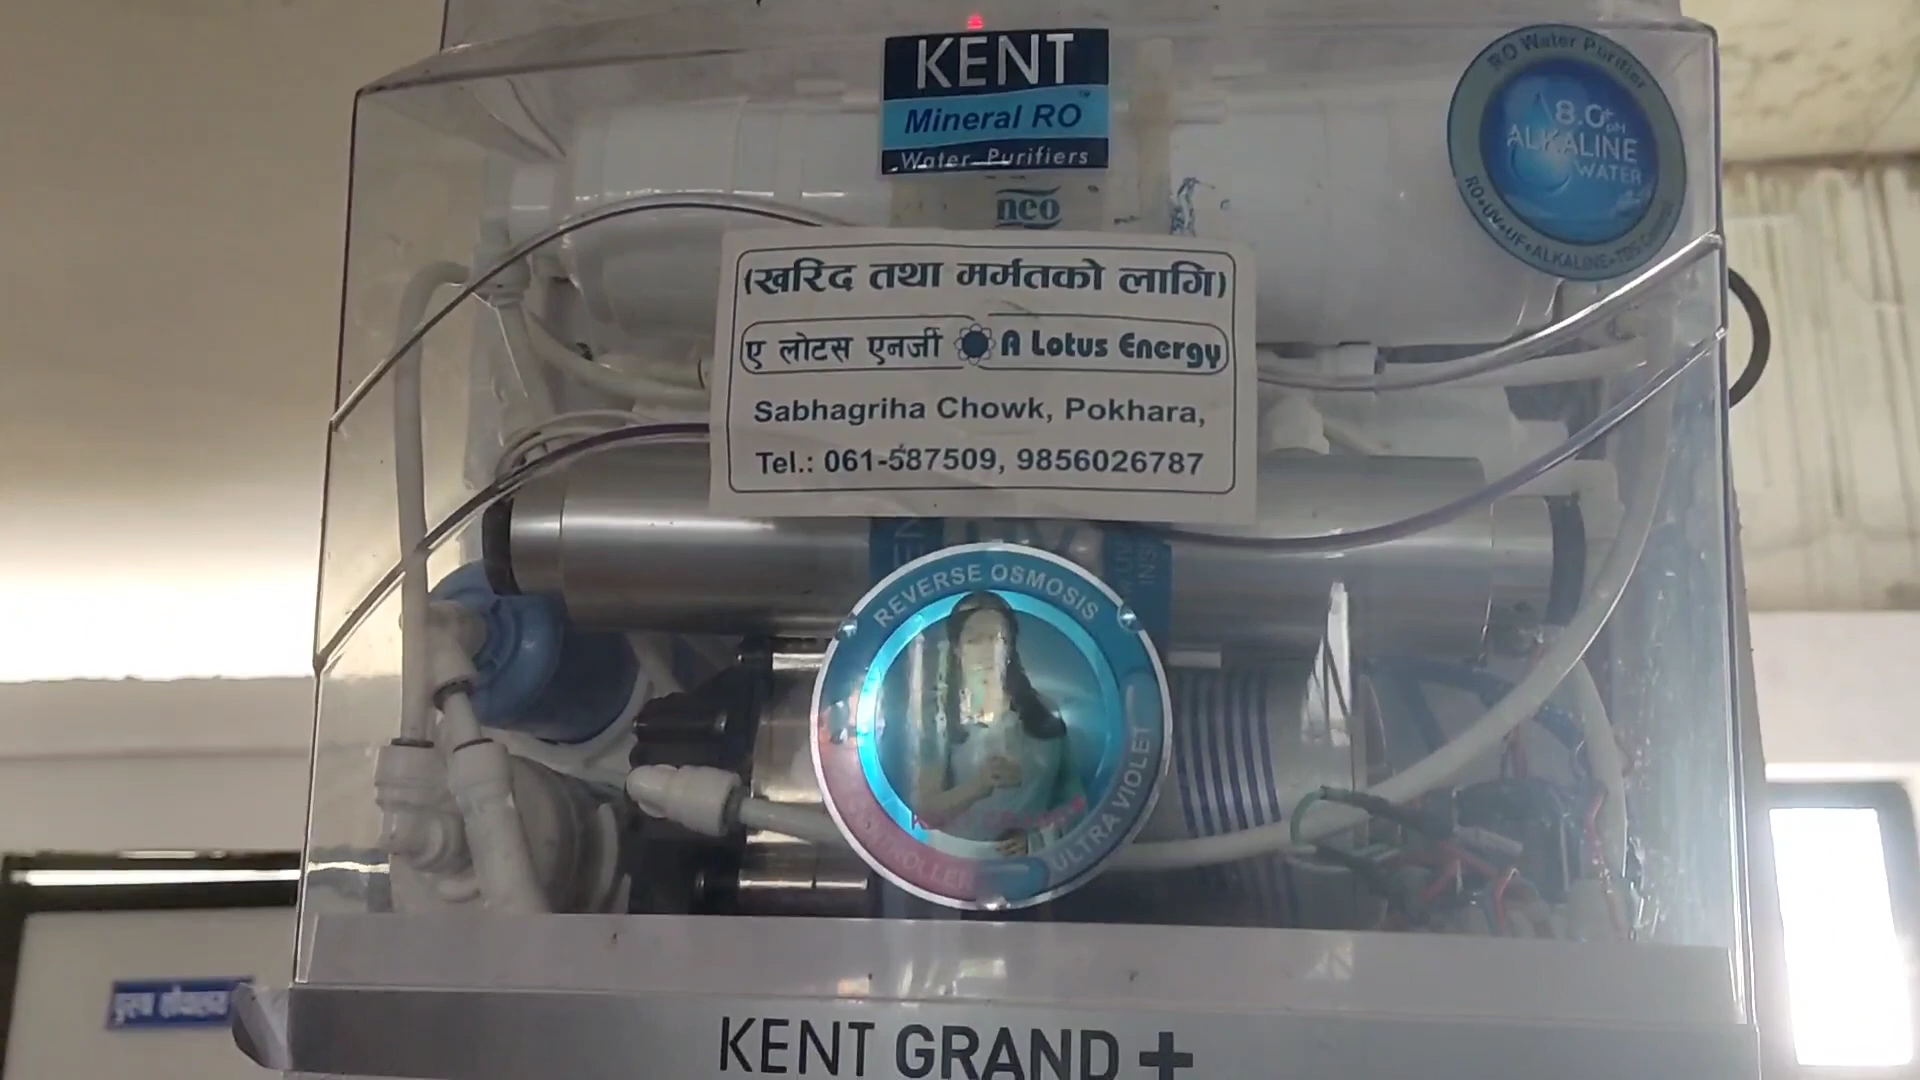 KENT
Mineral RO™
Water Purifiers
neo
RO Water Purifier
8.0+ pH
ALKALINE
WATER
RO+UV+UF+ALKALINE+TDS
(खरिद तथा मर्मतको लागि)
ए लोटस एनर्जी A Lotus Energy
Sabhagriha Chowk, Pokhara,
Tel.: 061-587509, 9856026787
REVERSE OSMOSIS
ULTRA VIOLET
पुरुष शौचालय
KENT GRAND +